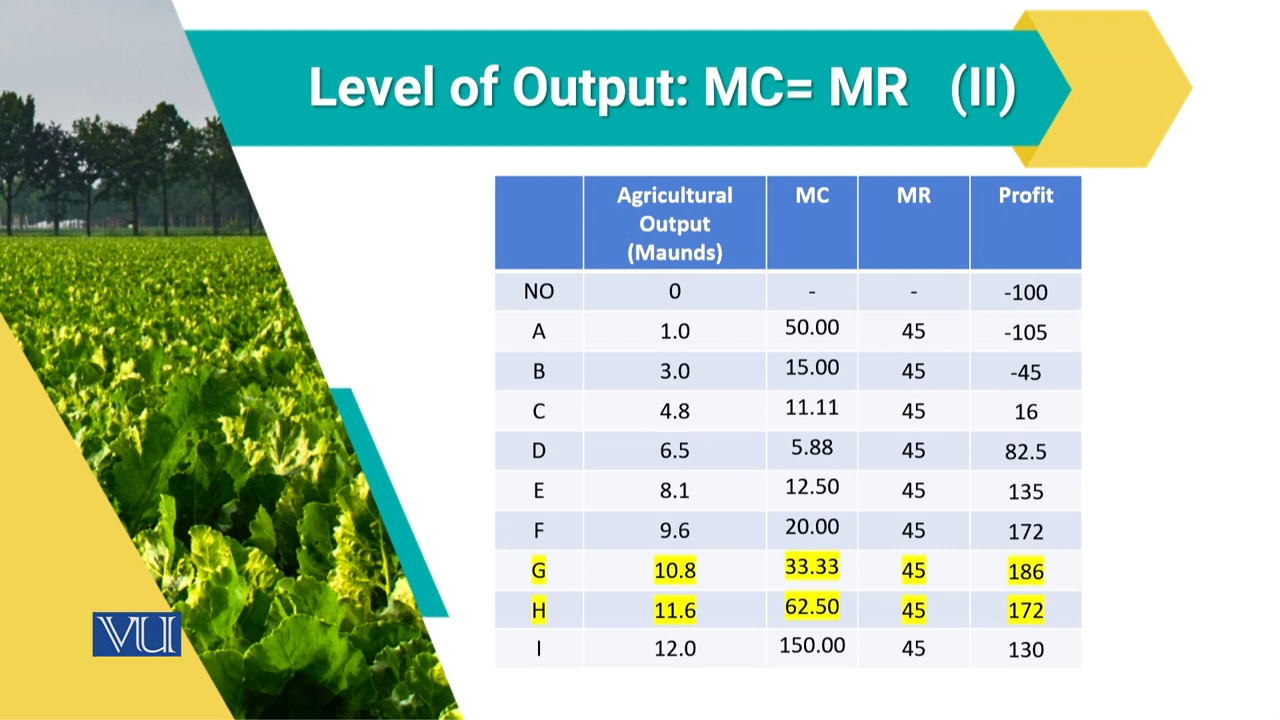 Level of Output: MC= MR (II)
Agricultural Output (Maunds) MC MR Profit
NO 0 - - -100
A 1.0 50.00 45 -105
B 3.0 15.00 45 -45
C 4.8 11.11 45 16
D 6.5 5.88 45 82.5
E 8.1 12.50 45 135
F 9.6 20.00 45 172
G 10.8 33.33 45 186
H 11.6 62.50 45 172
I 12.0 150.00 45 130
VU